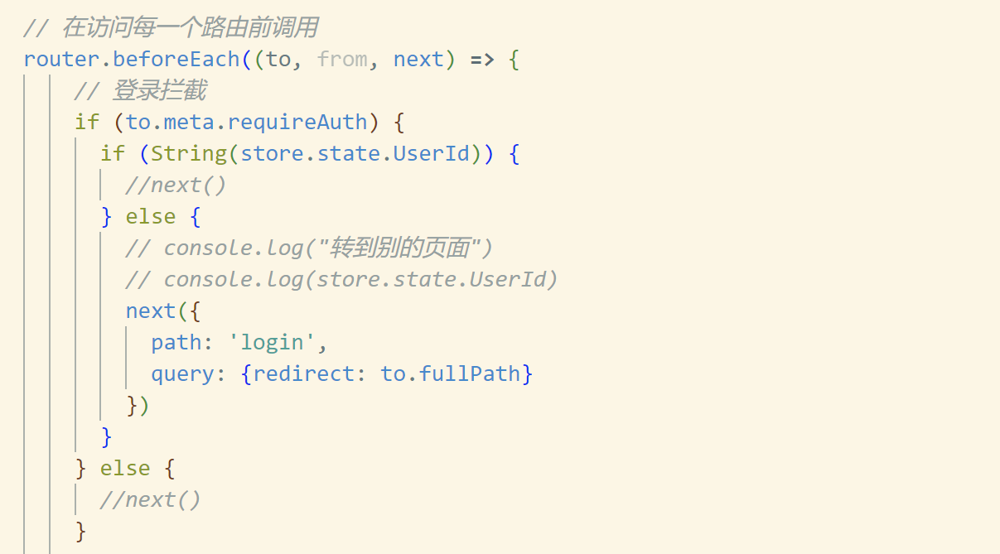 // 在访问每一个路由前调用
router.beforeEach((to, from, next) => {
// 登录拦截
if (to.meta.requireAuth) {
if (String(store.state.UserId)) {
//next()
} else {
// console.log("转到别的页面")
// console.log(store.state.UserId)
next({
path: 'login',
query: {redirect: to.fullPath}
})
}
} else {
//next()
}